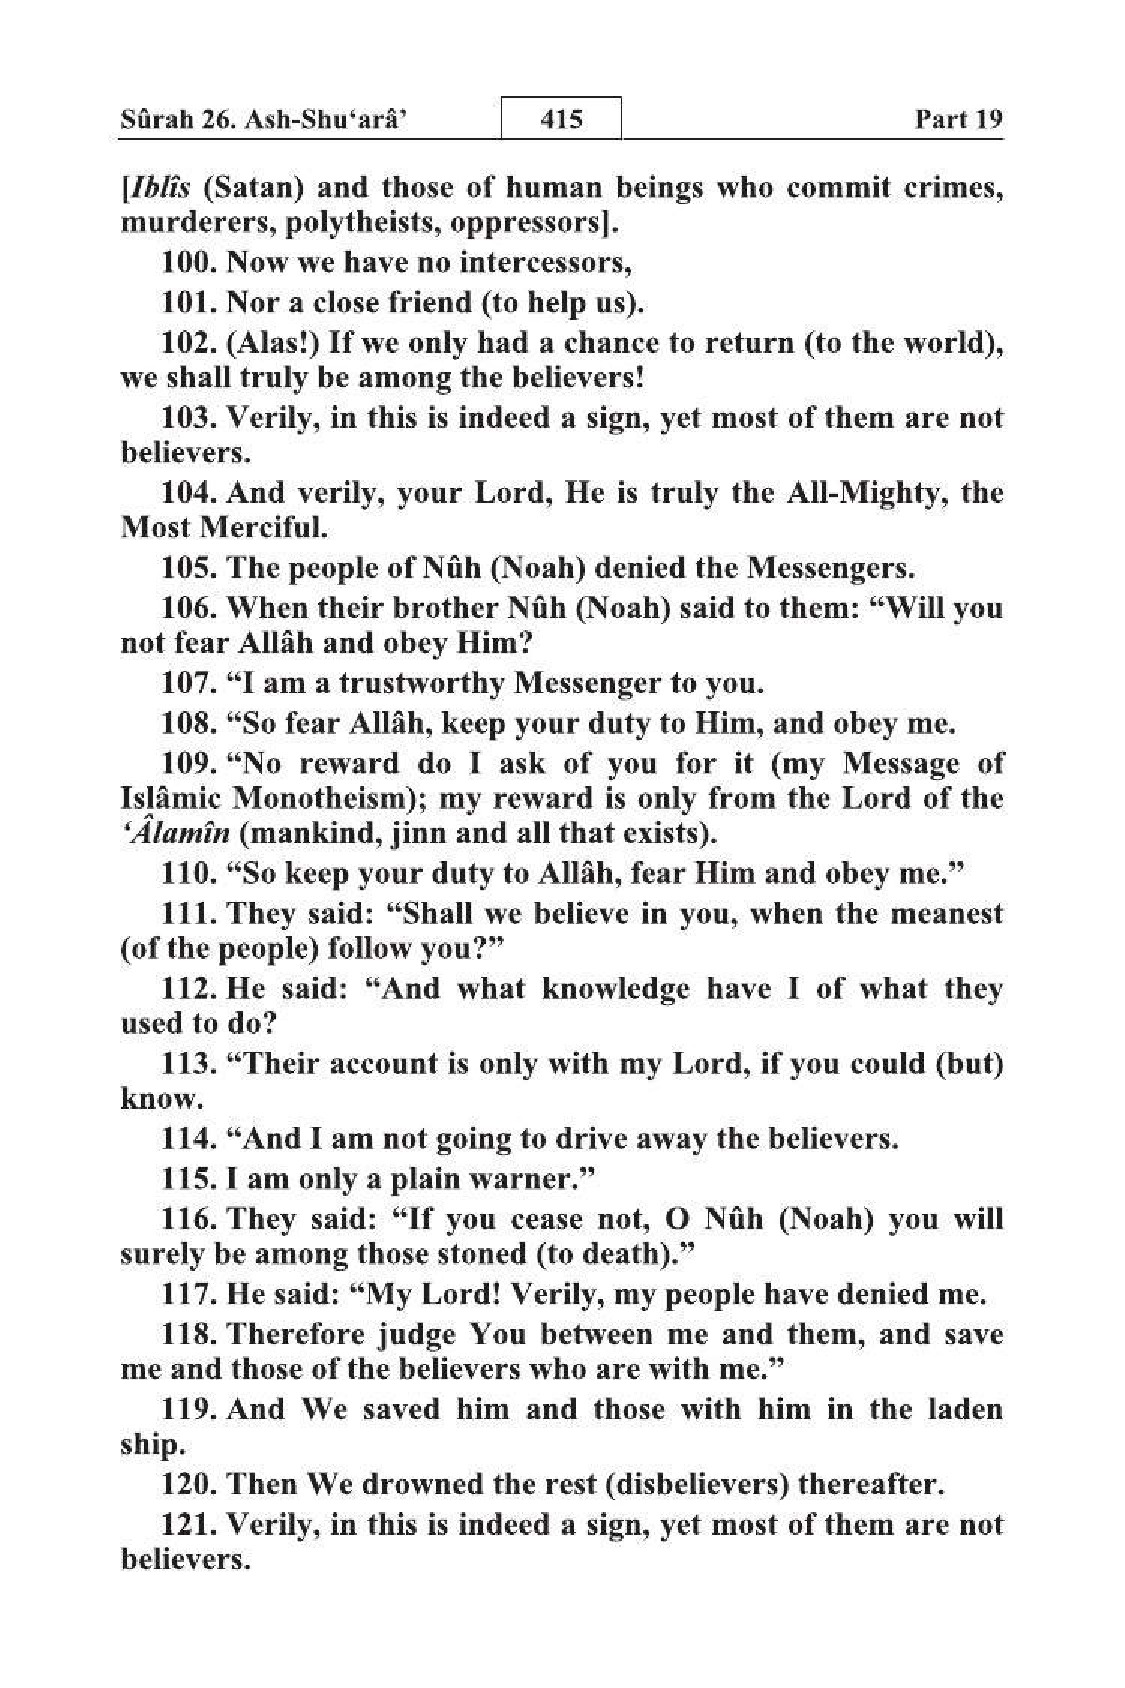 Sûrah 26. Ash-Shu‘arâ’ 415 Part 19
[Iblîs (Satan) and those of human beings who commit crimes,
murderers, polytheists, oppressors].
100. Now we have no intercessors,
101. Nor a close friend (to help us).
102. (Alas!) If we only had a chance to return (to the world),
we shall truly be among the believers!
103. Verily, in this is indeed a sign, yet most of them are not
believers.
104. And verily, your Lord, He is truly the All-Mighty, the
Most Merciful.
105. The people of Nûh (Noah) denied the Messengers.
106. When their brother Nûh (Noah) said to them: “Will you
not fear Allâh and obey Him?
107. “I am a trustworthy Messenger to you.
108. “So fear Allâh, keep your duty to Him, and obey me.
109. “No reward do I ask of you for it (my Message of
Islâmic Monotheism); my reward is only from the Lord of the
‘Âlamîn (mankind, jinn and all that exists).
110. “So keep your duty to Allâh, fear Him and obey me.”
111. They said: “Shall we believe in you, when the meanest
(of the people) follow you?”
112. He said: “And what knowledge have I of what they
used to do?
113. “Their account is only with my Lord, if you could (but)
know.
114. “And I am not going to drive away the believers.
115. I am only a plain warner.”
116. They said: “If you cease not, O Nûh (Noah) you will
surely be among those stoned (to death).”
117. He said: “My Lord! Verily, my people have denied me.
118. Therefore judge You between me and them, and save
me and those of the believers who are with me.”
119. And We saved him and those with him in the laden
ship.
120. Then We drowned the rest (disbelievers) thereafter.
121. Verily, in this is indeed a sign, yet most of them are not
believers.